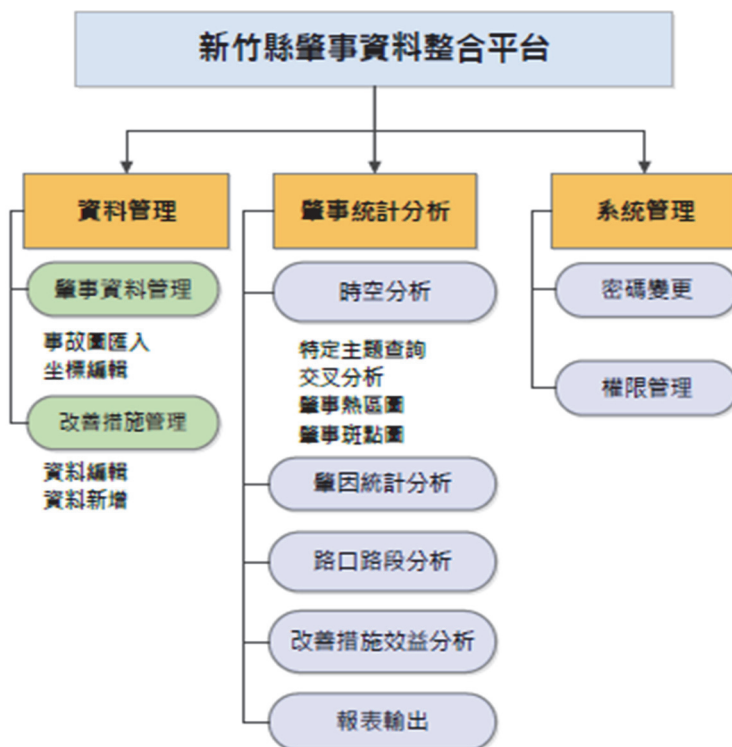 新竹縣肇事資料整合平台
資料管理
肇事資料管理
事故圖匯入
坐標編輯
改善措施管理
資料編輯
資料新增
肇事統計分析
時空分析
特定主題查詢
交叉分析
肇事熱區圖
肇事斑點圖
肇因統計分析
路口路段分析
改善措施效益分析
報表輸出
系統管理
密碼變更
權限管理